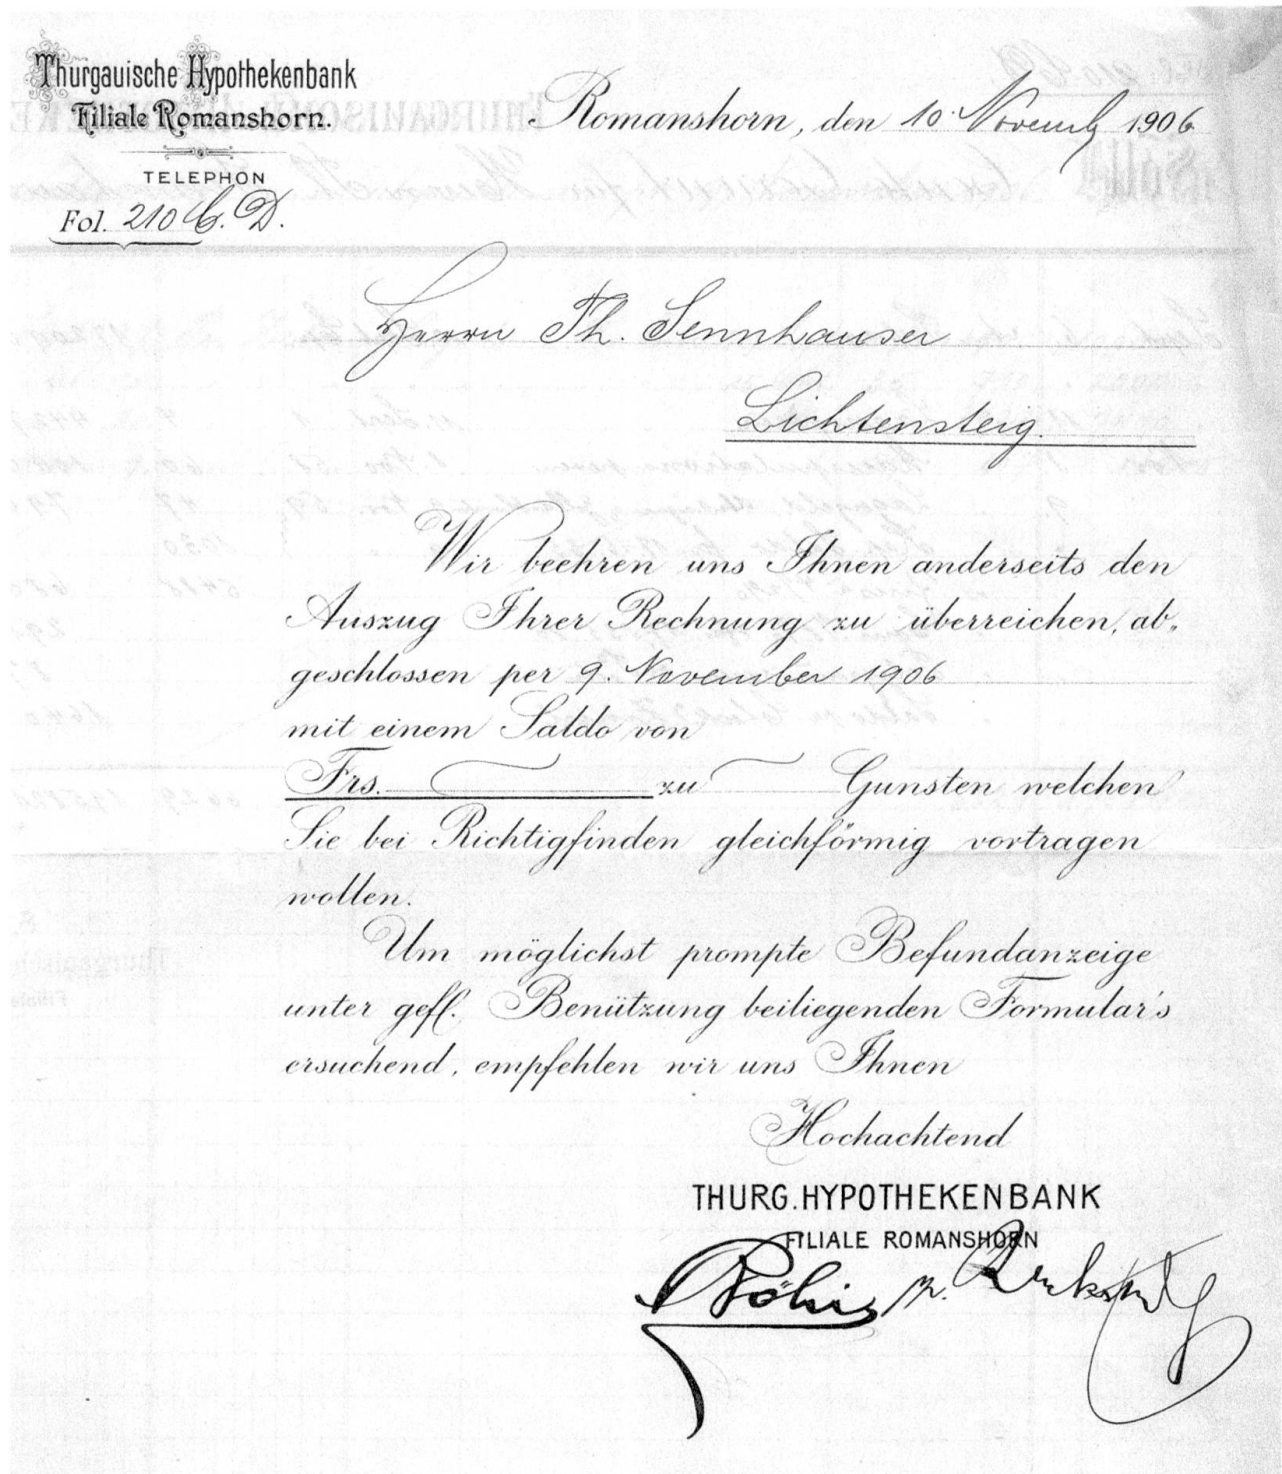 Thurgauische Hypothekenbank
Filiale Romanshorn.
TELEPHON
Fol. 210 C. D.
Romanshorn, den 10. Novemb 1906
Herrn Th. Sennhauser
Lichtensteig.
Wir beehren uns Ihnen anderseits den
Auszug Ihrer Rechnung zu überreichen, ab„
geschlossen per 9. November 1906
mit einem Saldo von
Frs. zu Gunsten welchen
Sie bei Richtigfinden gleichförmig vortragen
wollen.
Um möglichst prompte Befundanzeige
unter gefl. Benützung beiliegenden Formular's
ersuchend, empfehlen wir uns Ihnen
Hochachtend
THURG. HYPOTHEKENBANK
FILIALE ROMANSHORN